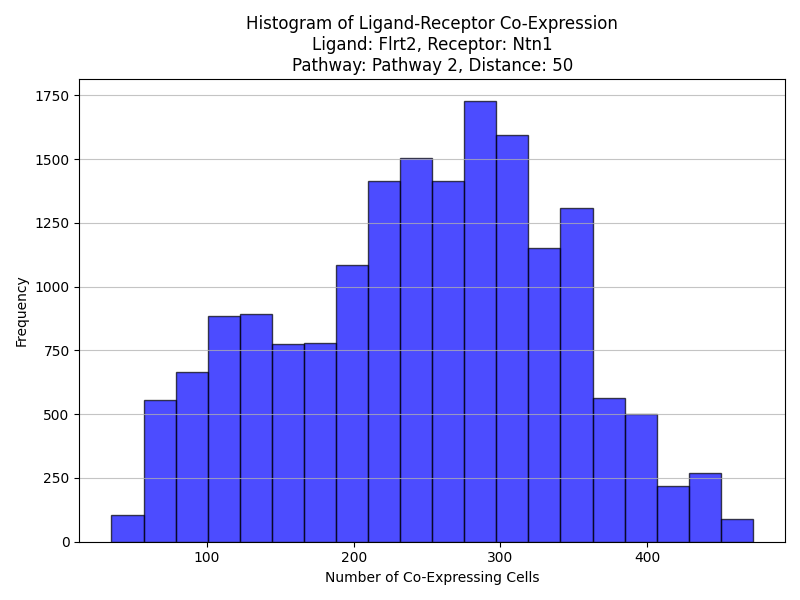 Histogram of Ligand-Receptor Co-Expression
Ligand: Flrt2, Receptor: Ntn1
Pathway: Pathway 2, Distance: 50
1750
1500
1250
1000
750
500
250
0
Frequency
100 200 300 400
Number of Co-Expressing Cells